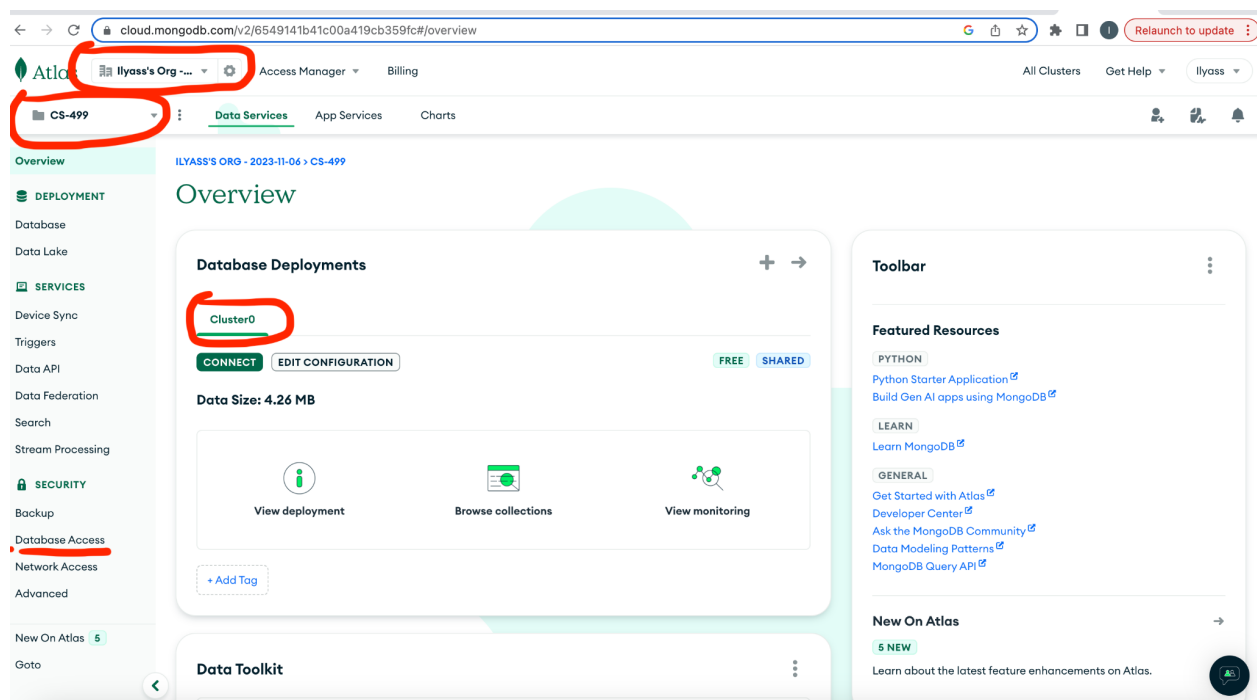 cloud.mongodb.com/v2/6549141b41c00a419cb359fc#/overview
Relaunch to update
Ilyass's Org -...
Access Manager
Billing
All Clusters
Get Help
Ilyass
CS-499
Data Services
App Services
Charts
Overview
DEPLOYMENT
Database
Data Lake
SERVICES
Device Sync
Triggers
Data API
Data Federation
Search
Stream Processing
SECURITY
Backup
Database Access
Network Access
Advanced
New On Atlas 5
Goto
ILYASS'S ORG - 2023-11-06 > CS-499
Overview
Database Deployments
Cluster0
CONNECT
EDIT CONFIGURATION
FREE
SHARED
Data Size: 4.26 MB
View deployment
Browse collections
View monitoring
+ Add Tag
Data Toolkit
Toolbar
Featured Resources
PYTHON
Python Starter Application
Build Gen AI apps using MongoDB
LEARN
Learn MongoDB
GENERAL
Get Started with Atlas
Developer Center
Ask the MongoDB Community
Data Modeling Patterns
MongoDB Query API
New On Atlas
5 NEW
Learn about the latest feature enhancements on Atlas.